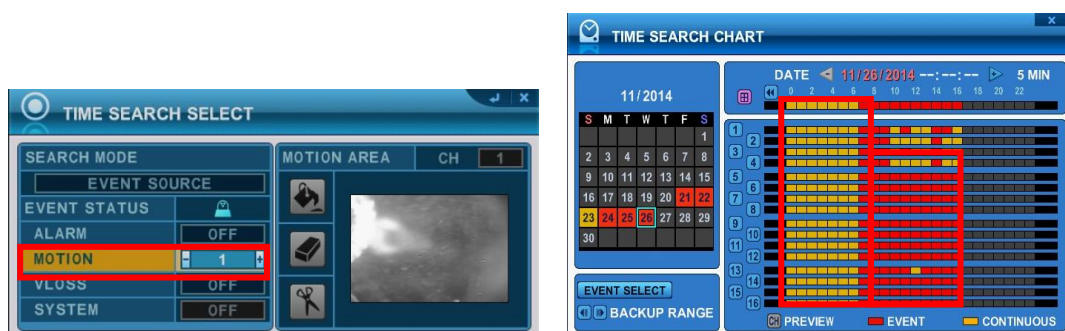 TIME SEARCH SELECT
SEARCH MODE
EVENT SOURCE
EVENT STATUS
ALARM OFF
MOTION - 1 +
VLOSS OFF
SYSTEM OFF
MOTION AREA CH 1
TIME SEARCH CHART
11/2014
S M T W T F S
1
2 3 4 5 6 7 8
9 10 11 12 13 14 15
16 17 18 19 20 21 22
23 24 25 26 27 28 29
30
EVENT SELECT
BACKUP RANGE
DATE 11/26/2014 --:--:-- 5 MIN
0 2 4 6 8 10 12 14 16 18 20 22
1
2
3
4
5
6
7
8
9
10
11
12
13
14
15
16
CH PREVIEW EVENT CONTINUOUS